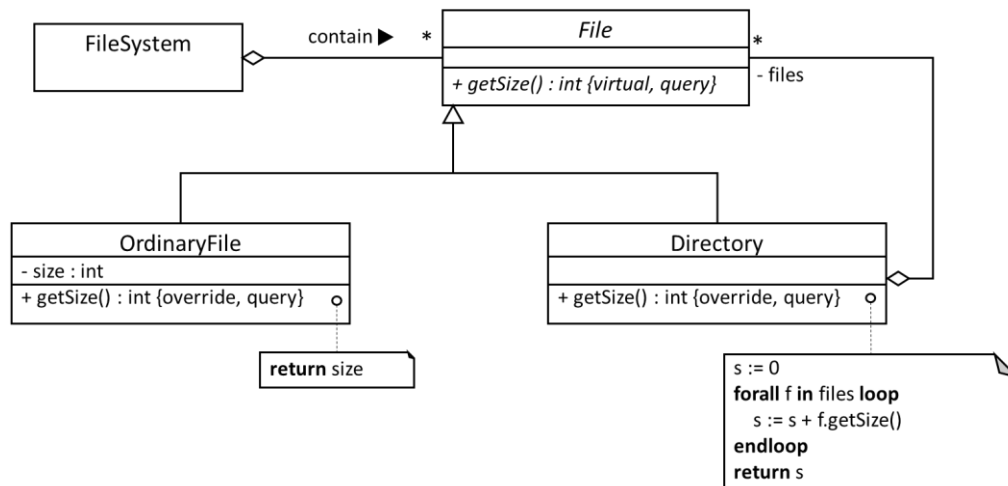 FileSystem
contain ▶
*
File
+ getSize() : int {virtual, query}
*
- files
OrdinaryFile
- size : int
+ getSize() : int {override, query}
return size
Directory
+ getSize() : int {override, query}
s := 0
forall f in files loop
s := s + f.getSize()
endloop
return s